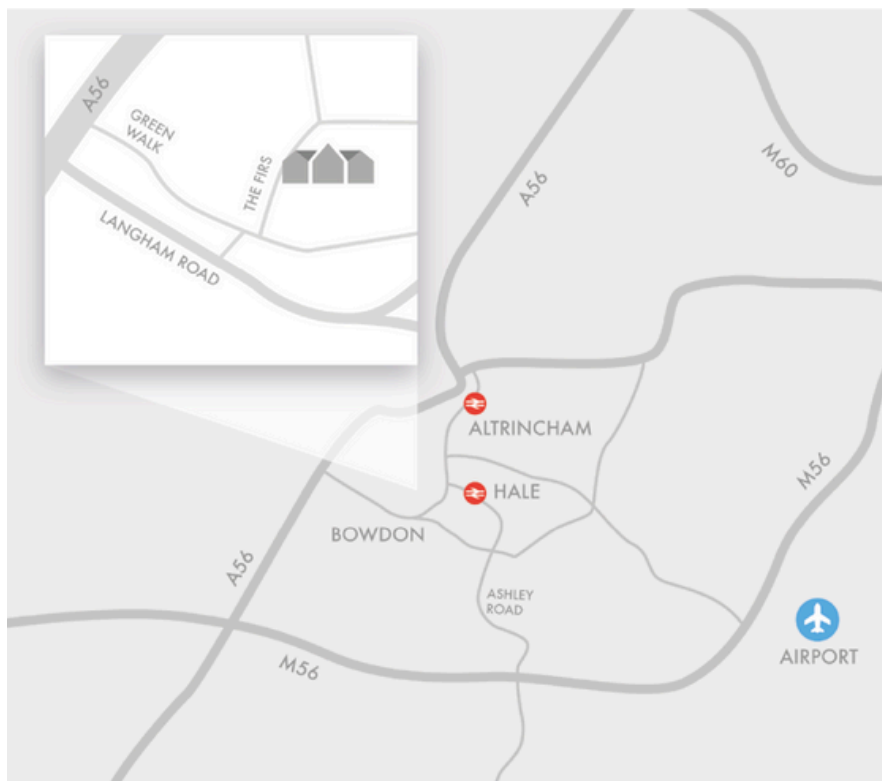 A56
GREEN
WALK
THE FIRS
LANGHAM ROAD
A56
M60
ALTRINCHAM
HALE
BOWDON
M56
A56
ASHLEY
ROAD
M56
AIRPORT